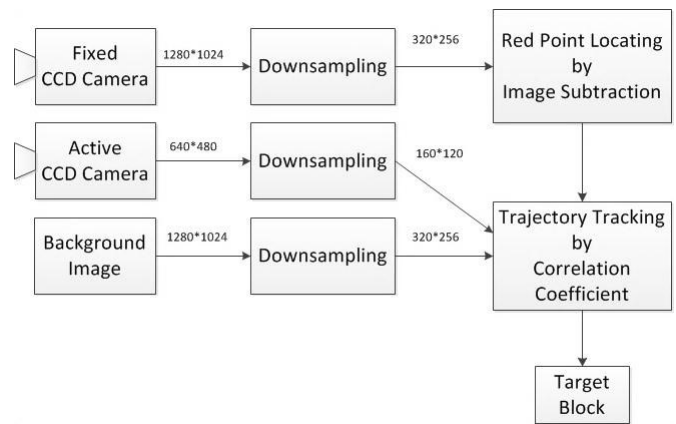 Fixed
CCD Camera
1280*1024
Downsampling
320*256
Red Point Locating
by
Image Subtraction
Active
CCD Camera
640*480
Downsampling
160*120
Background
Image
1280*1024
Downsampling
320*256
Trajectory Tracking
by
Correlation
Coefficient
Target
Block